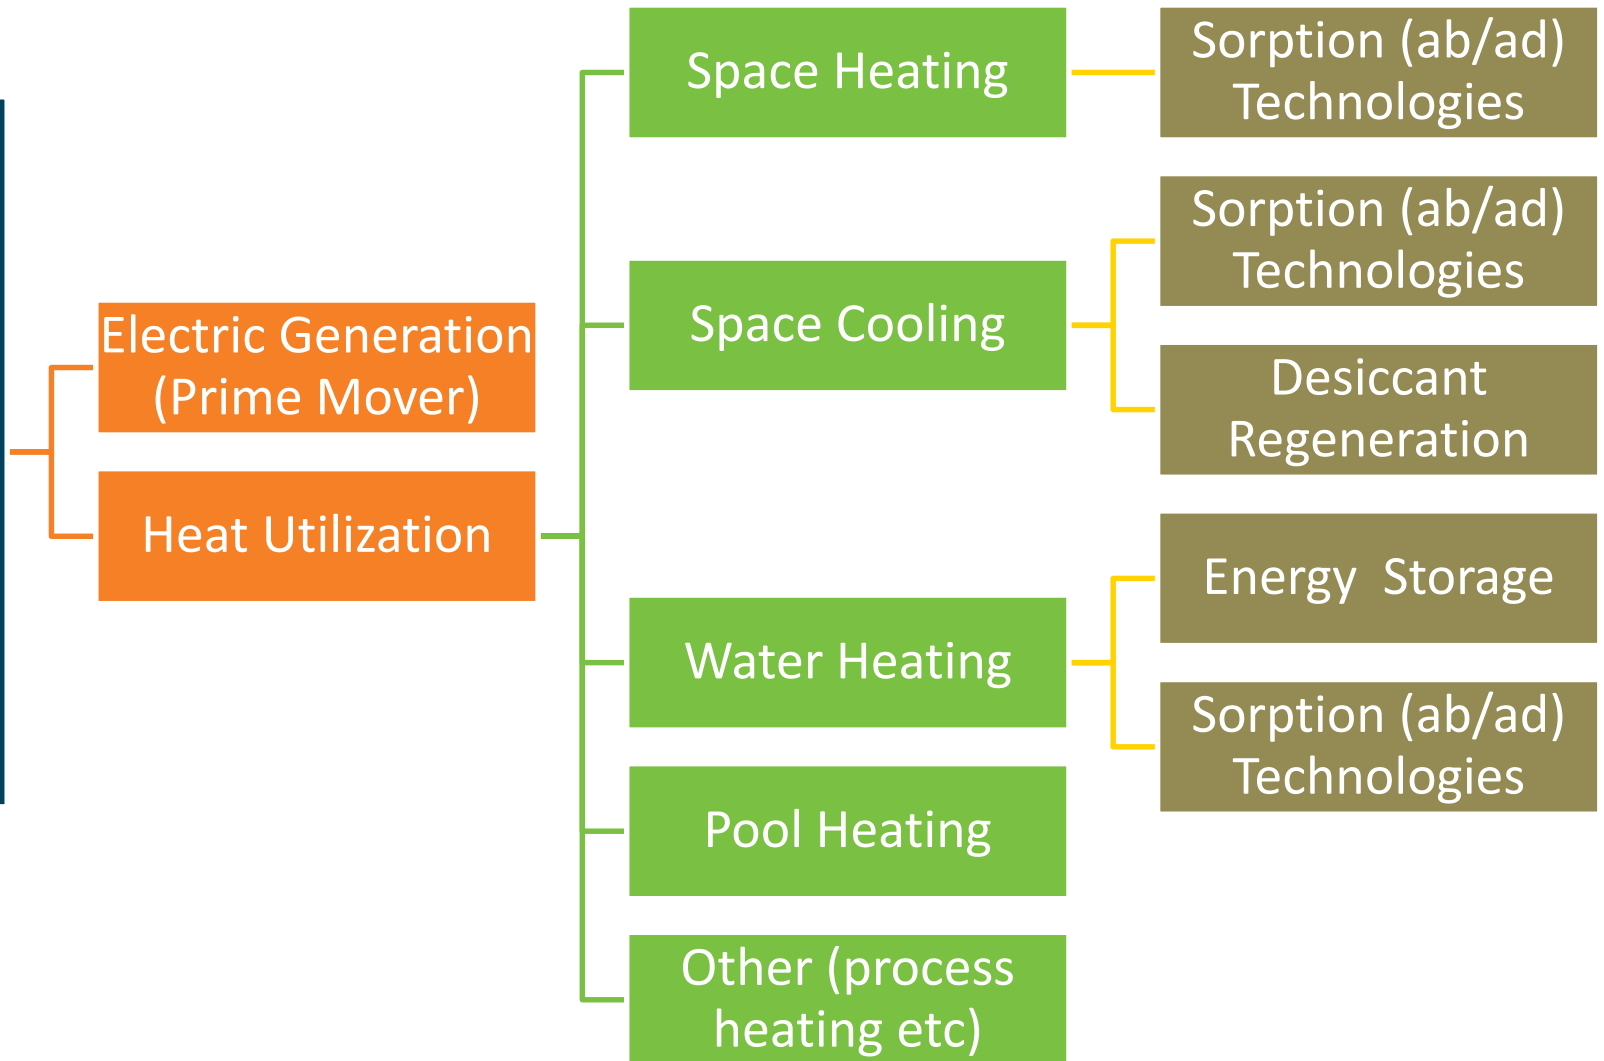 Electric Generation
(Prime Mover)
Heat Utilization
Space Heating
Space Cooling
Water Heating
Pool Heating
Other (process
heating etc)
Sorption (ab/ad)
Technologies
Sorption (ab/ad)
Technologies
Desiccant
Regeneration
Energy  Storage
Sorption (ab/ad)
Technologies